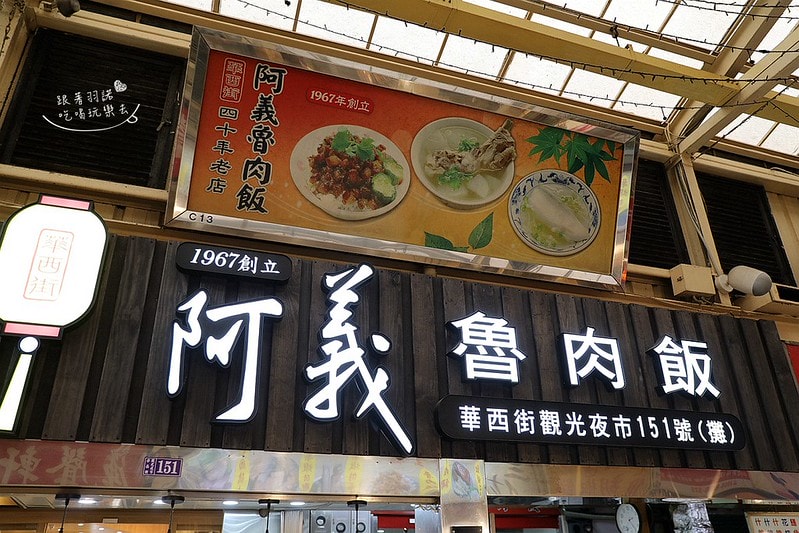 跟著羽諾
吃喝玩樂去
華西街
阿義魯肉飯
四十年老店
1967年創立
C13
華西街
1967創立
阿義魯肉飯
華西街觀光夜市151號(攤)
151